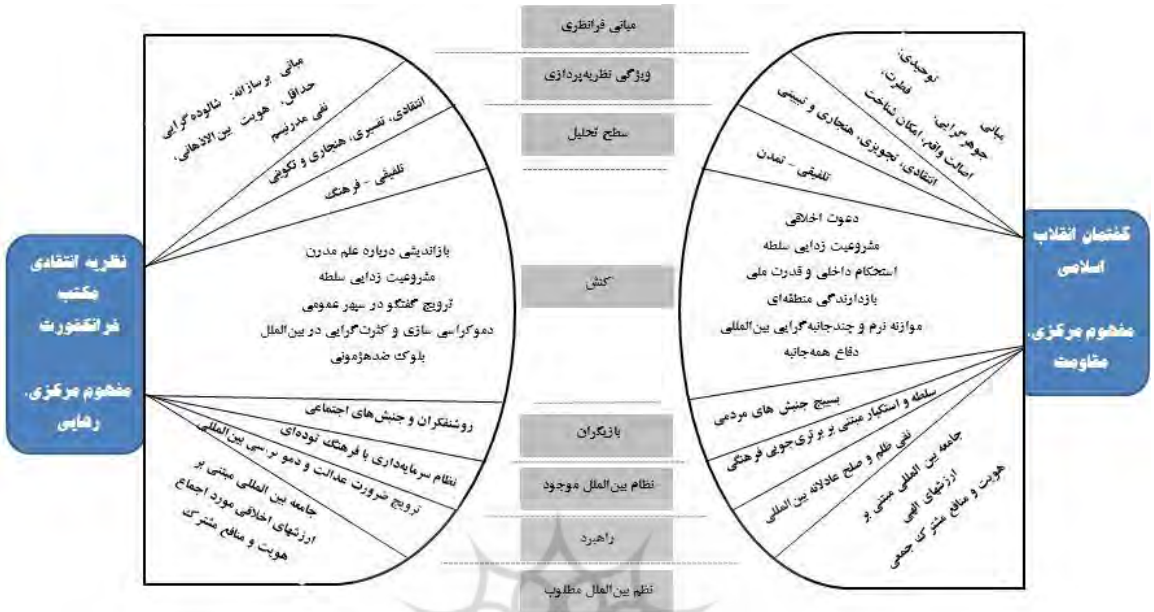 مبانی فرانظری
ویژگی نظریه‌پردازی
سطح تحلیل
کنش
بازیگران
نظام بین‌الملل موجود
راهبرد
نظم بین‌الملل مطلوب
گفتمان انقلاب
اسلامی
مفهوم مرکزی:
مقاومت
مبانی توحیدی:
جوهرگرایی، فطرت،
اصالت واقع، امکان شناخت
انتقادی، تجویزی، هنجاری و تبیینی
تلفیقی - تمدن
دعوت اخلاقی
مشروعیت زدایی سلطه
استحکام داخلی و قدرت ملی
بازدارندگی منطقه‌ای
موازنه نرم و چندجانبه‌گرایی بین‌المللی
دفاع همه‌جانبه
بسیج جنبش های مردمی
سلطه و استکبار مبتنی بر برتری‌جویی فرهنگی
نفی ظلم و صلح عادلانه بین‌المللی
جامعه بین المللی مبتنی بر
ارزشهای الهی
هویت و منافع مشترک جمعی
نظریه انتقادی
مکتب
فرانکفورت
مفهوم مرکزی:
رهایی
مبانی برسازانه: شالوده‌گرایی
حداقل، هویت بین‌الاذهانی،
نفی مدرنیسم
انتقادی، تفسیری، هنجاری و تکوینی
تلفیقی - فرهنگ
بازاندیشی درباره علم مدرن
مشروعیت زدایی سلطه
ترویج گفتگو در سپهر عمومی
دموکراسی سازی و کثرت‌گرایی در بین‌الملل
بلوک ضدهژمونی
روشنفکران و جنبش‌های اجتماعی
نظام سرمایه‌داری با فرهنگ توده‌ای
ترویج ضرورت عدالت و دموکراسی بین‌المللی
جامعه بین المللی مبتنی بر
ارزشهای اخلاقی مورد اجماع
هویت و منافع مشترک